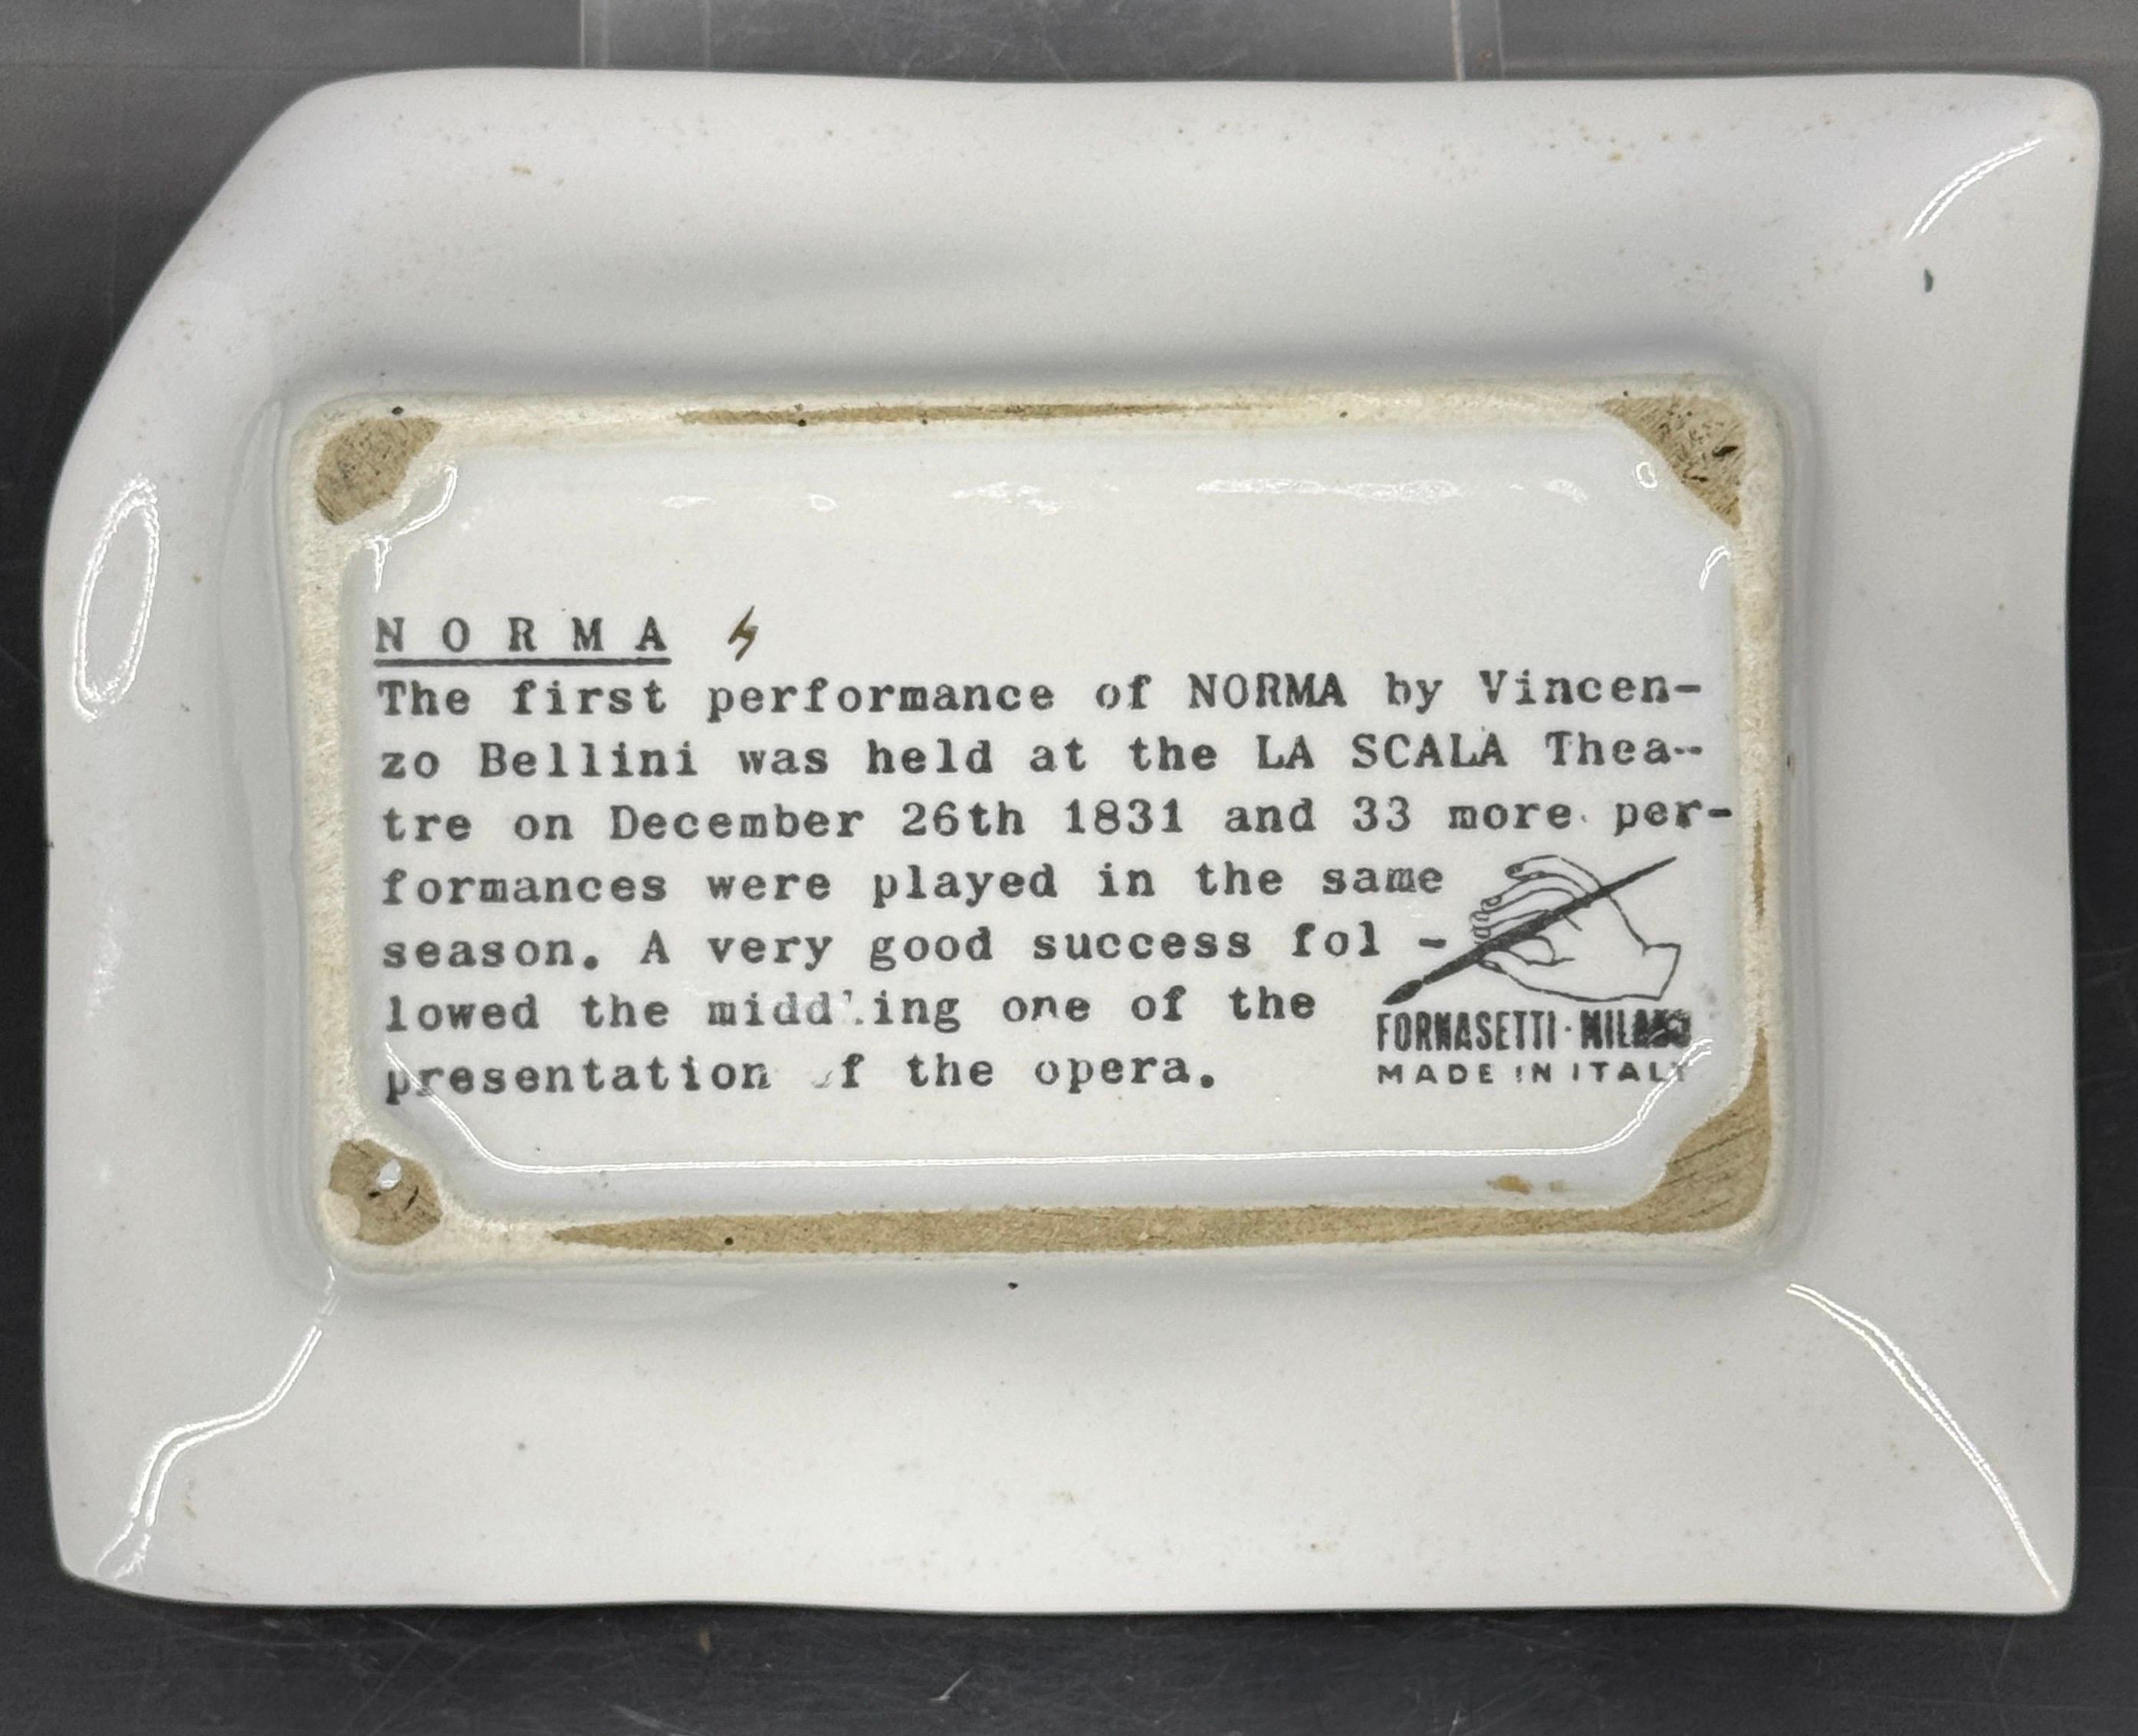 N O R M A
The first performance of NORMA by Vincen-
zo Bellini was held at the LA SCALA Thea-
tre on December 26th 1831 and 33 more per-
formances were played in the same
season. A very good success fol -
lowed the middling one of the
presentation of the opera.
FORNASETTI · MILANO
MADE IN ITALY